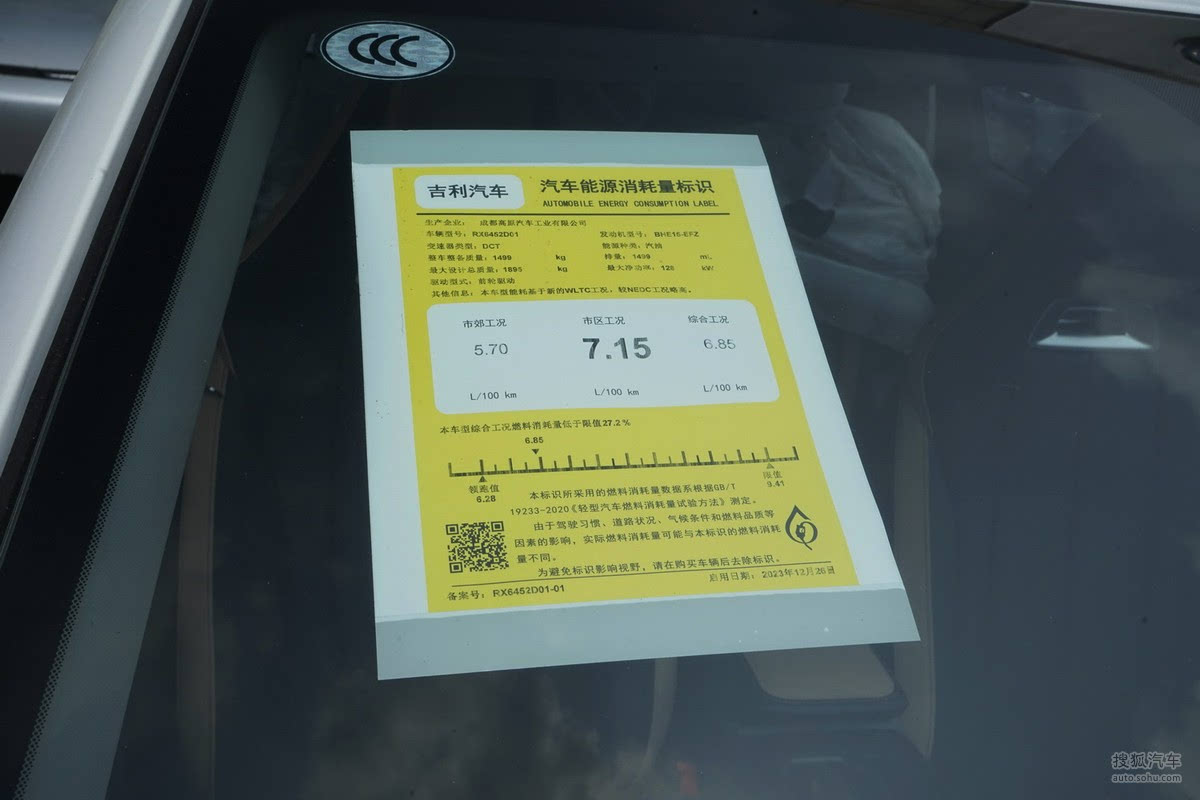 CCC
吉利汽车
汽车能源消耗量标识
AUTOMOBILE ENERGY CONSUMPTION LABEL
生产企业: 成都高原汽车工业有限公司
车辆型号: RX6452D01 发动机型号: BHE15-EFZ
变速器类型: DCT 能源种类: 汽油
整车整备质量: 1499 kg 排量: 1499 mL
最大设计总质量: 1895 kg 最大净功率: 128 kW
驱动型式: 前轮驱动
其他信息: 本车型能耗基于新的WLTC工况, 较NEDC工况略高。
市郊工况 市区工况 综合工况
5.70 7.15 6.85
L/100 km L/100 km L/100 km
本车型综合工况燃料消耗量低于限值27.2%
6.85
领跑值 限值
6.28 9.41
本标识所采用的燃料消耗量数据系根据GB/T
19233-2020《轻型汽车燃料消耗量试验方法》测定。
由于驾驶习惯、道路状况、气候条件和燃料品质等
因素的影响, 实际燃料消耗量可能与本标识的燃料消耗
量不同。
为避免标识影响视野, 请在购买车辆后去除标识。
备案号: RX6452D01-01 启用日期: 2023年12月26日
搜狐汽车
auto.sohu.com